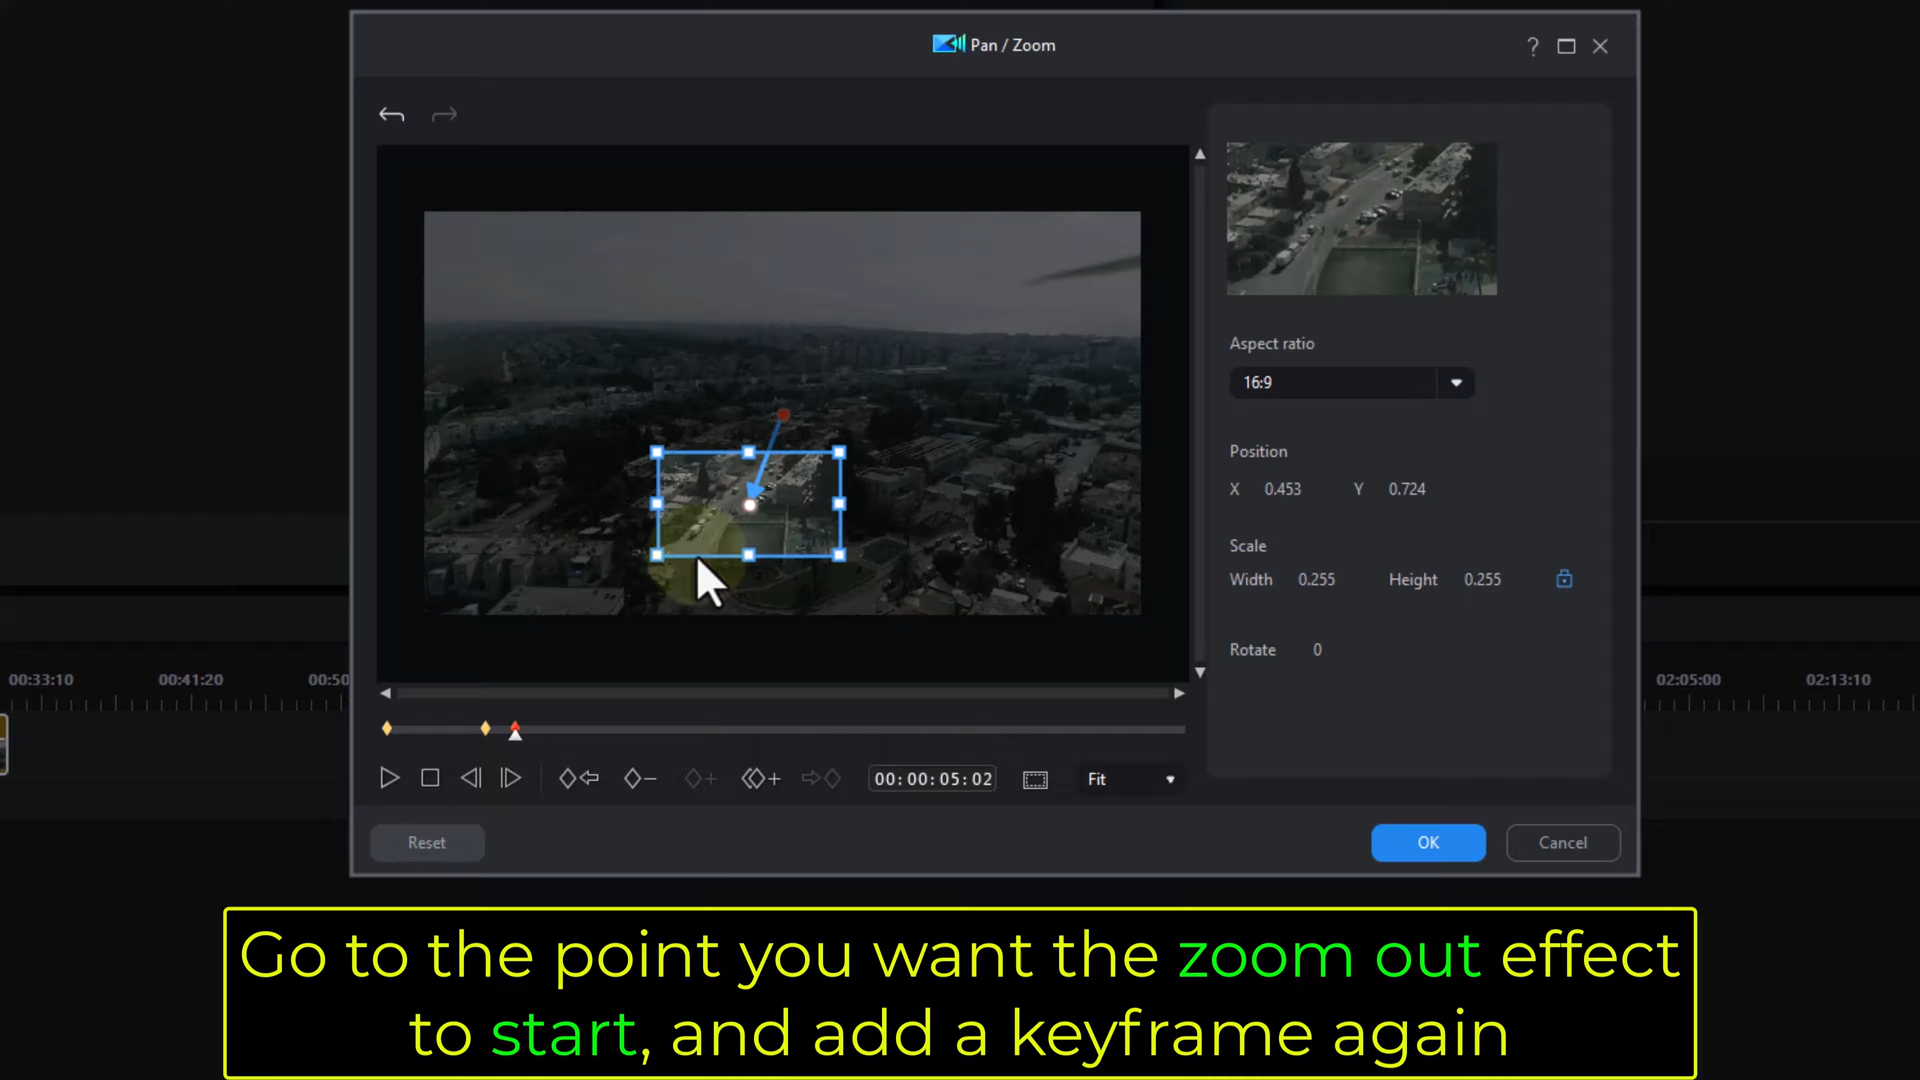 Pan / Zoom
?
Aspect ratio
16:9
Position
X 0.453 Y 0.724
Scale
Width 0.255 Height 0.255
Rotate 0
00:33:10 00:41:20 00:50
02:05:00 02:13:10
00:00:05:02
Fit
Reset
OK
Cancel
Go to the point you want the zoom out effect
to start, and add a keyframe again